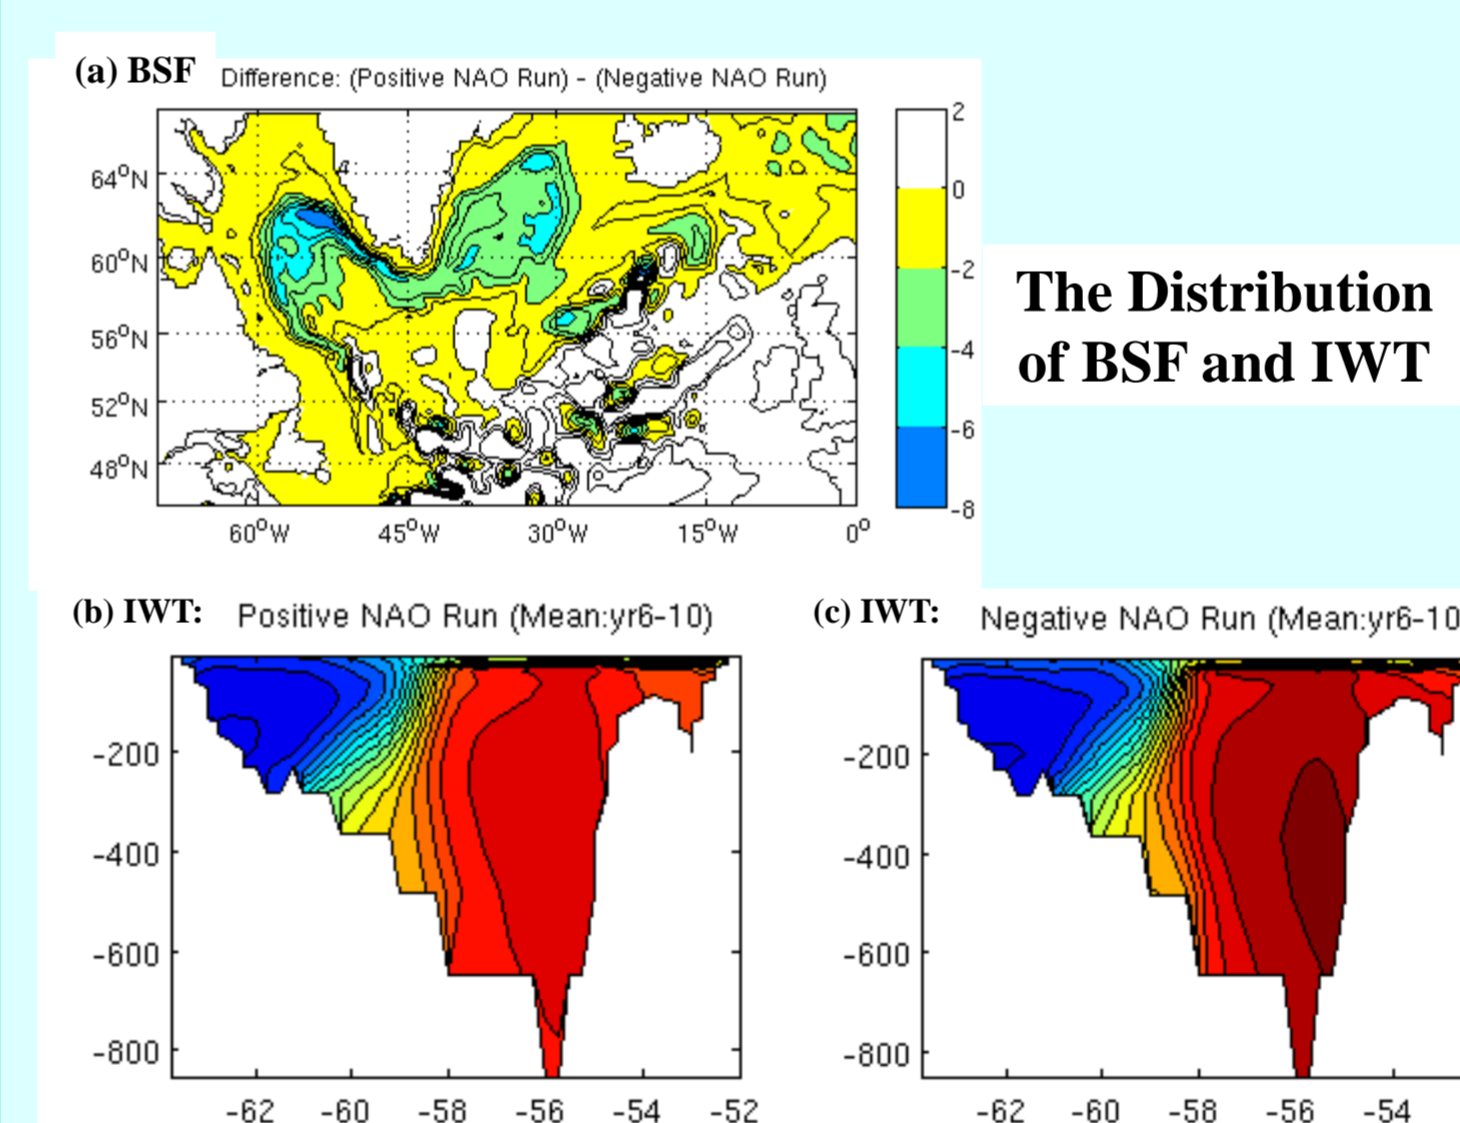 (a) BSF Difference: (Positive NAO Run) - (Negative NAO Run)
2
64°N
0
60°N
-2
56°N
-4
52°N
-6
48°N
-8
60°W 45°W 30°W 15°W 0°
The Distribution
of BSF and IWT
(b) IWT: Positive NAO Run (Mean:yr6-10)
-200
-400
-600
-800
-62 -60 -58 -56 -54 -52
(c) IWT: Negative NAO Run (Mean:yr6-10
-200
-400
-600
-800
-62 -60 -58 -56 -54